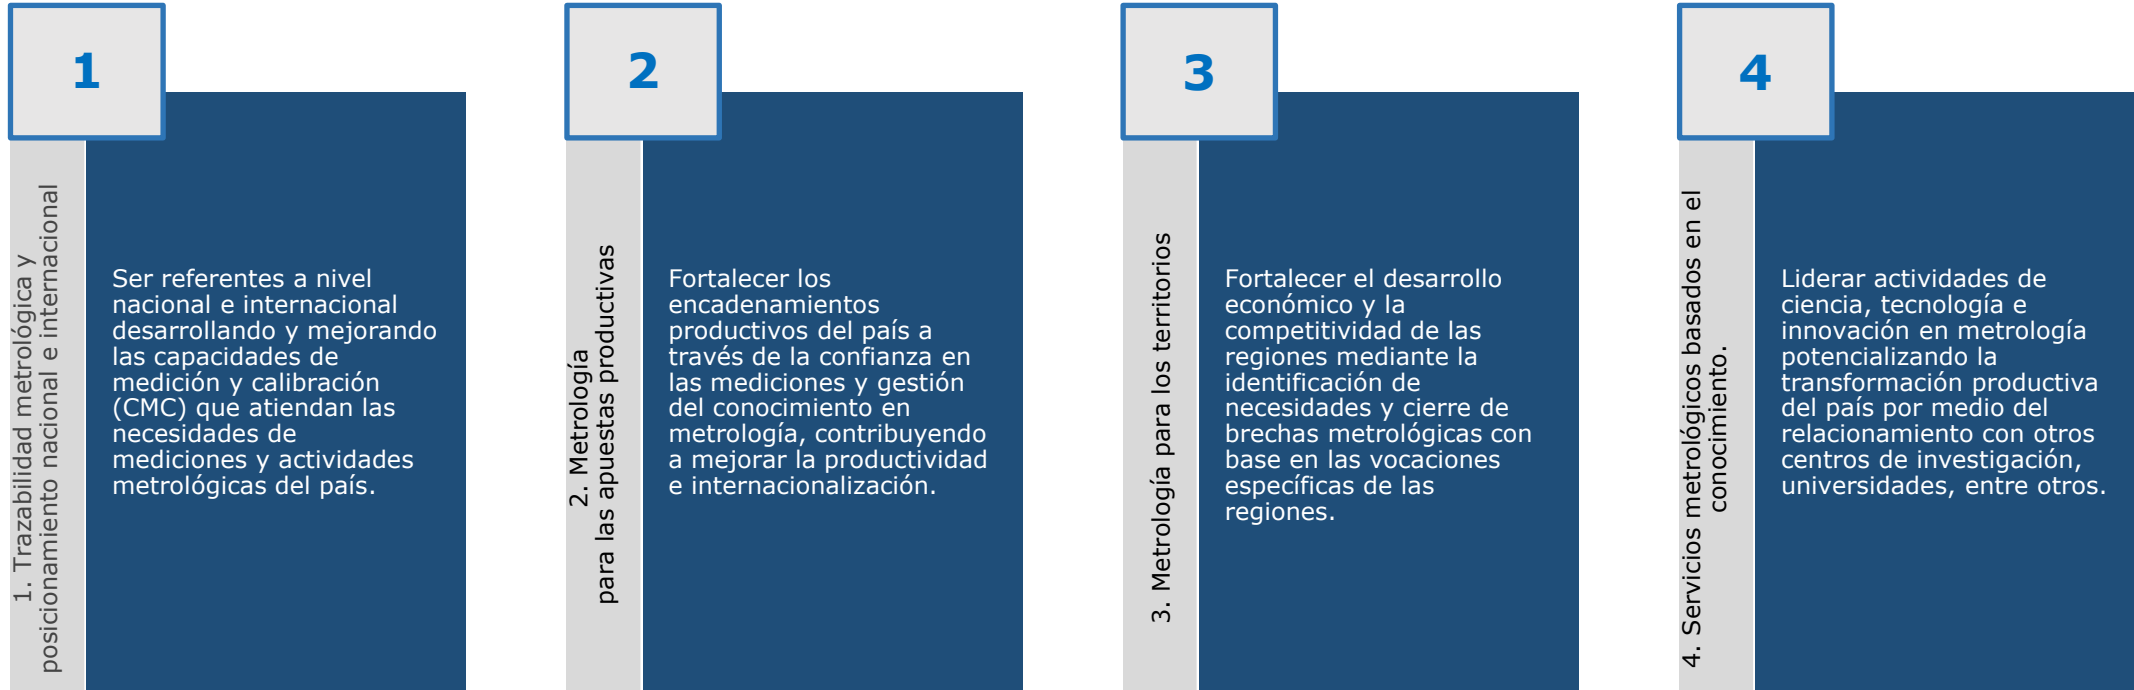 1
1. Trazabilidad metrológica y
posicionamiento nacional e internacional
Ser referentes a nivel
nacional e internacional
desarrollando y mejorando
las capacidades de
medición y calibración
(CMC) que atiendan las
necesidades de
mediciones y actividades
metrológicas del país.
2
2. Metrología
para las apuestas productivas
Fortalecer los
encadenamientos
productivos del país a
través de la confianza en
las mediciones y gestión
del conocimiento en
metrología, contribuyendo
a mejorar la productividad
e internacionalización.
3
3. Metrología para los territorios
Fortalecer el desarrollo
económico y la
competitividad de las
regiones mediante la
identificación de
necesidades y cierre de
brechas metrológicas con
base en las vocaciones
específicas de las
regiones.
4
4. Servicios metrológicos basados en el
conocimiento.
Liderar actividades de
ciencia, tecnología e
innovación en metrología
potencializando la
transformación productiva
del país por medio del
relacionamiento con otros
centros de investigación,
universidades, entre otros.